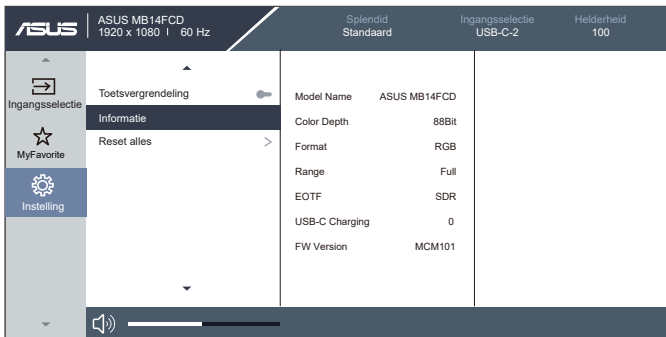 ASUS
ASUS MB14FCD
1920 x 1080 I 60 Hz
Splendid
Standaard
Ingangsselectie
USB-C-2
Helderheid
100
Ingangsselectie
MyFavorite
Instelling
Toetsvergrendeling
Informatie
Reset alles >
Model Name ASUS MB14FCD
Color Depth 88Bit
Format RGB
Range Full
EOTF SDR
USB-C Charging 0
FW Version MCM101